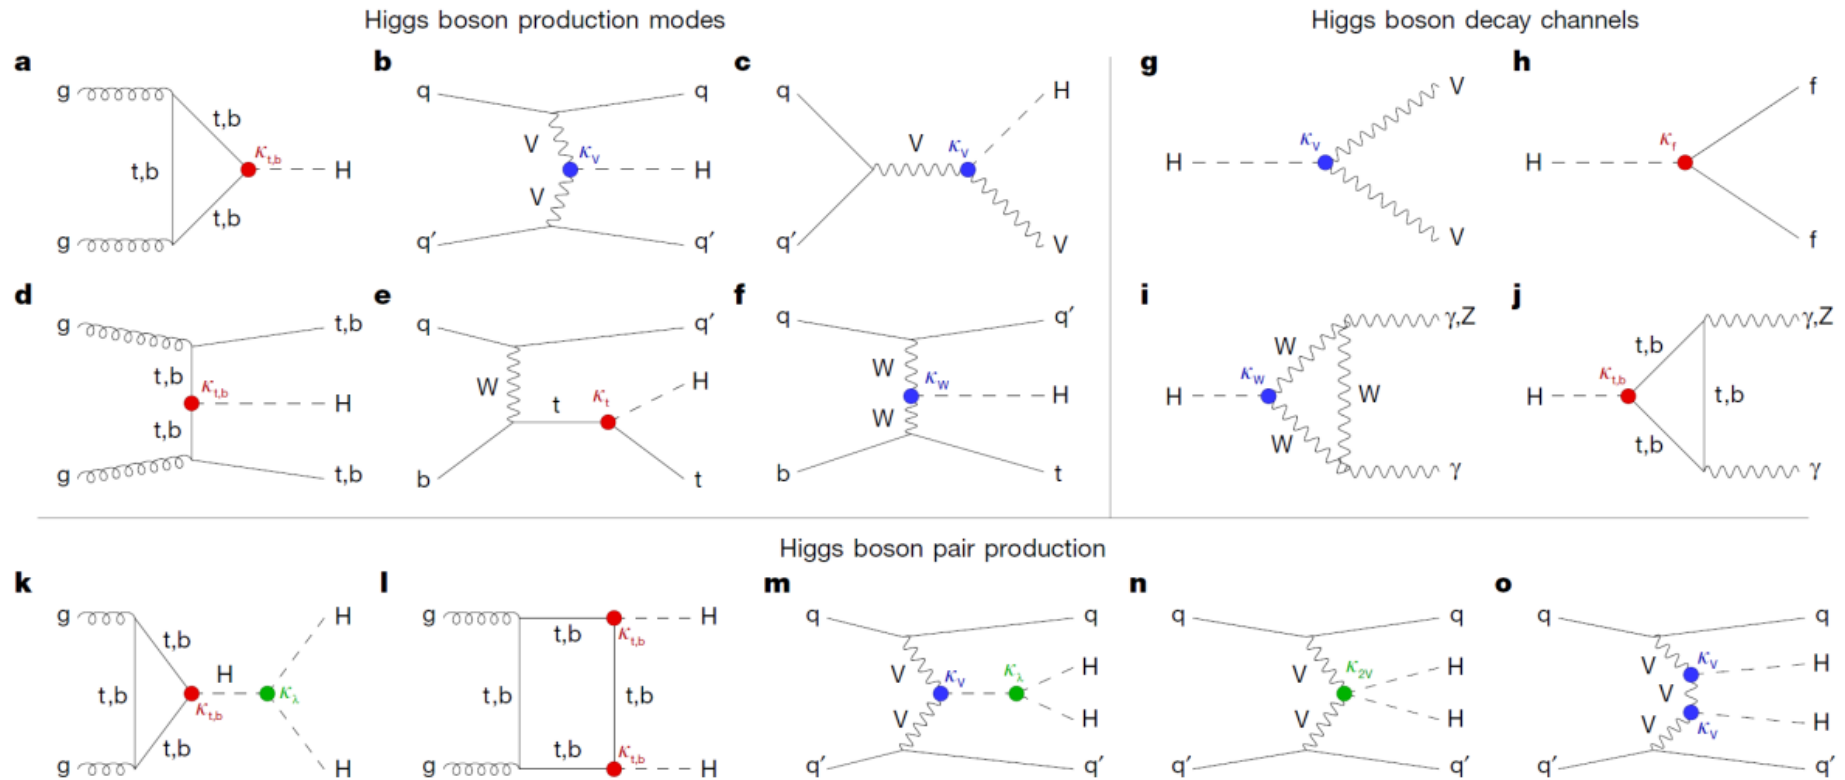 Higgs boson production modes
Higgs boson decay channels
a
g
t,b
t,b
κt,b
H
t,b
g
b
q
q
V
κV
H
V
q′
q′
c
q
H
V
κV
q′
V
g
V
κV
H
V
h
f
κf
H
f
d
g
t,b
t,b
κt,b
H
t,b
g
t,b
e
q
q′
W
H
t
κt
b
t
f
q
q′
W
κW
H
W
b
t
i
γ,Z
W
κW
H
W
W
γ
j
γ,Z
t,b
κt,b
H
t,b
t,b
γ
Higgs boson pair production
k
g
H
t,b
H
t,b
κλ
κt,b
t,b
g
H
l
g
H
t,b
κt,b
t,b
t,b
t,b
κt,b
g
H
m
q
q
V
κV
κλ
H
V
H
q′
q′
n
q
q
V
κ2V
H
V
H
q′
q′
o
q
q
V
κV
H
V
V
κV
H
q′
q′